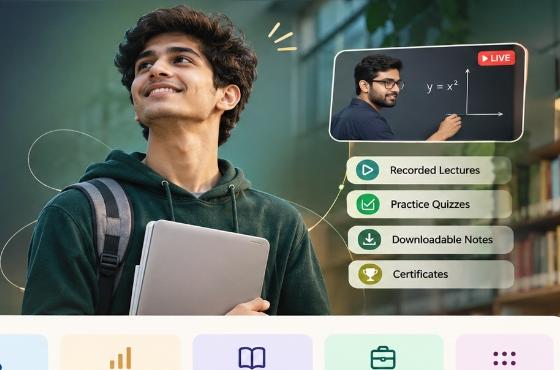 LIVE
y = x²
Recorded Lectures
Practice Quizzes
Downloadable Notes
Certificates